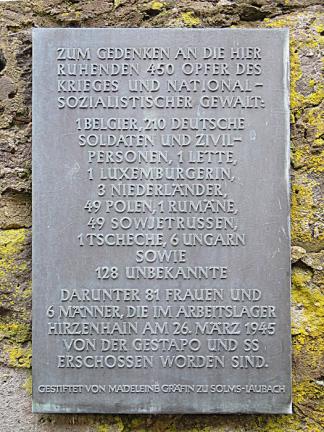 ZUM GEDENKEN AN DIE HIER
RUHENDEN 450 OPFER DES
KRIEGES UND NATIONAL-
SOZIALISTISCHER GEWALT:
1 BELGIER, 210 DEUTSCHE
SOLDATEN UND ZIVIL-
PERSONEN, 1 LETTE,
1 LUXEMBURGERIN,
3 NIEDERLÄNDER,
49 POLEN, 1 RUMÄNE,
49 SOWJETRUSSEN,
1 TSCHECHE, 6 UNGARN
SOWIE
128 UNBEKANNTE
DARUNTER 81 FRAUEN UND
6 MÄNNER, DIE IM ARBEITSLAGER
HIRZENHAIN AM 26. MÄRZ 1945
VON DER GESTAPO UND SS
ERSCHOSSEN WORDEN SIND.
GESTIFTET VON MADELEINE GRÄFIN ZU SOLMS-LAUBACH